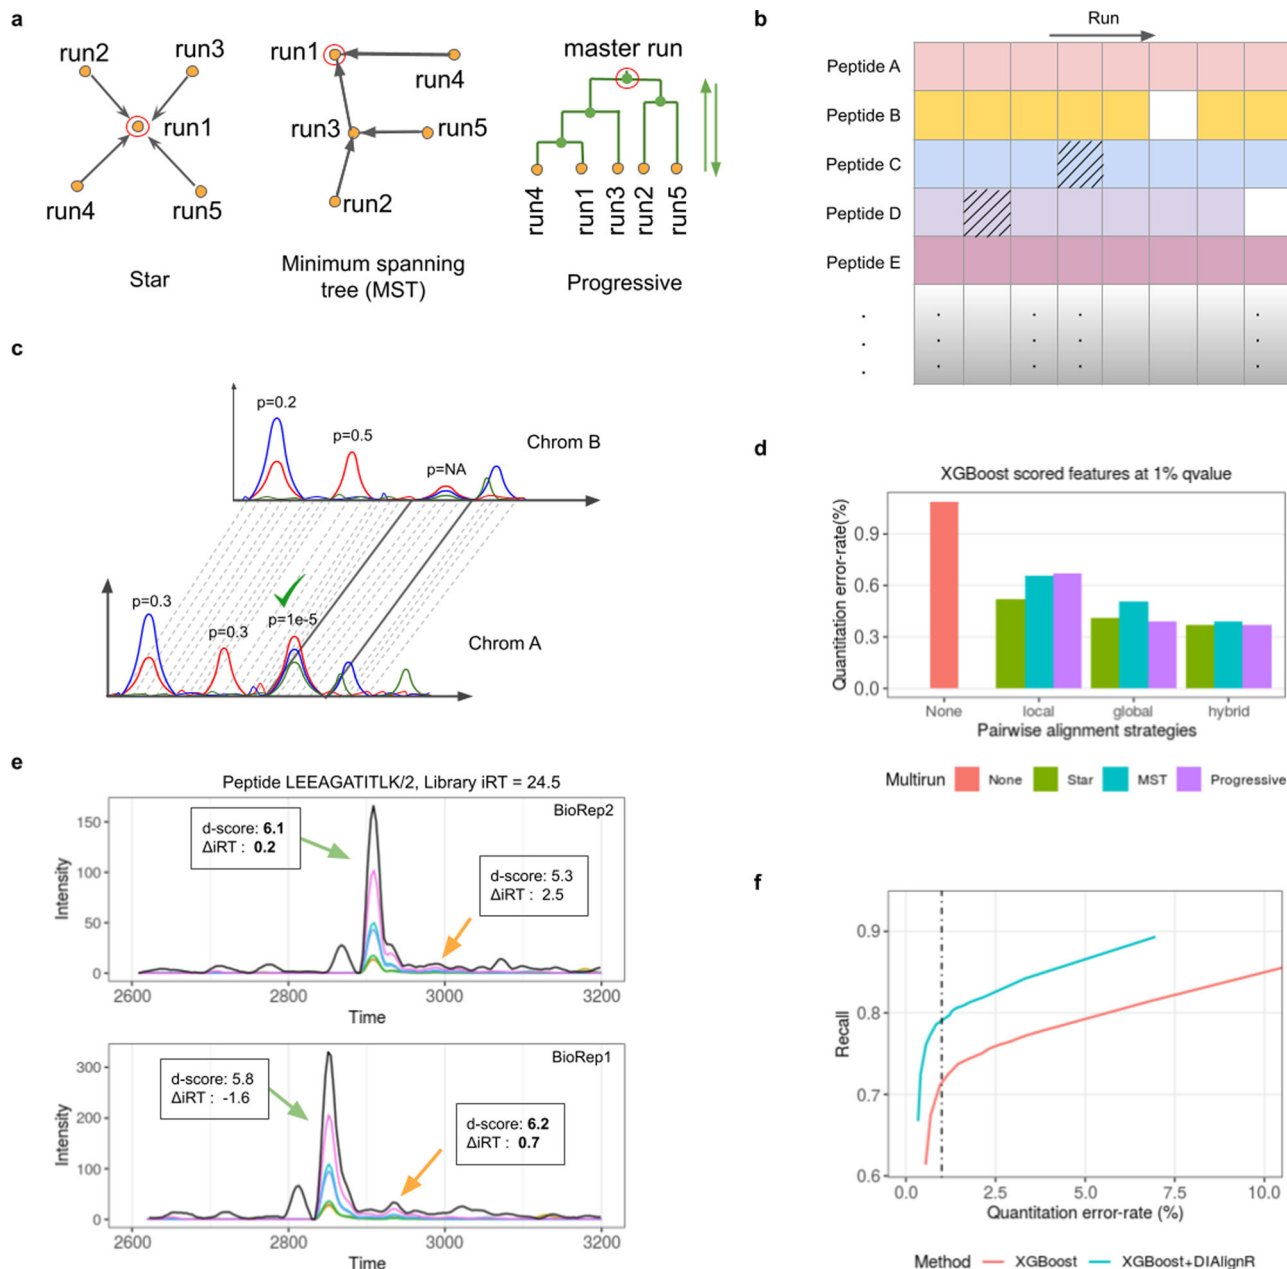 a
run2
run3
run1
run4
run5
Star
run1
run4
run3
run5
run2
Minimum spanning
tree (MST)
master run
run4
run1
run3
run2
run5
Progressive
b
Run
Peptide A
Peptide B
Peptide C
Peptide D
Peptide E
c
p=0.2
p=0.5
p=NA
Chrom B
p=0.3
p=0.3
p=1e-5
Chrom A
d
XGBoost scored features at 1% qvalue
Quantitation error-rate(%)
0.9
0.6
0.3
0.0
None
local
global
hybrid
Pairwise alignment strategies
Multirun
None
Star
MST
Progressive
e
Peptide LEEAGATITLK/2, Library iRT = 24.5
BioRep2
d-score: 6.1
ΔiRT : 0.2
d-score: 5.3
ΔiRT : 2.5
Intensity
150
100
50
0
2600
2800
3000
3200
Time
BioRep1
d-score: 5.8
ΔiRT : -1.6
d-score: 6.2
ΔiRT : 0.7
Intensity
300
200
100
0
2600
2800
3000
3200
Time
f
Recall
0.9
0.8
0.7
0.6
0.0
2.5
5.0
7.5
10.0
Quantitation error-rate (%)
Method
XGBoost
XGBoost+DIAlignR